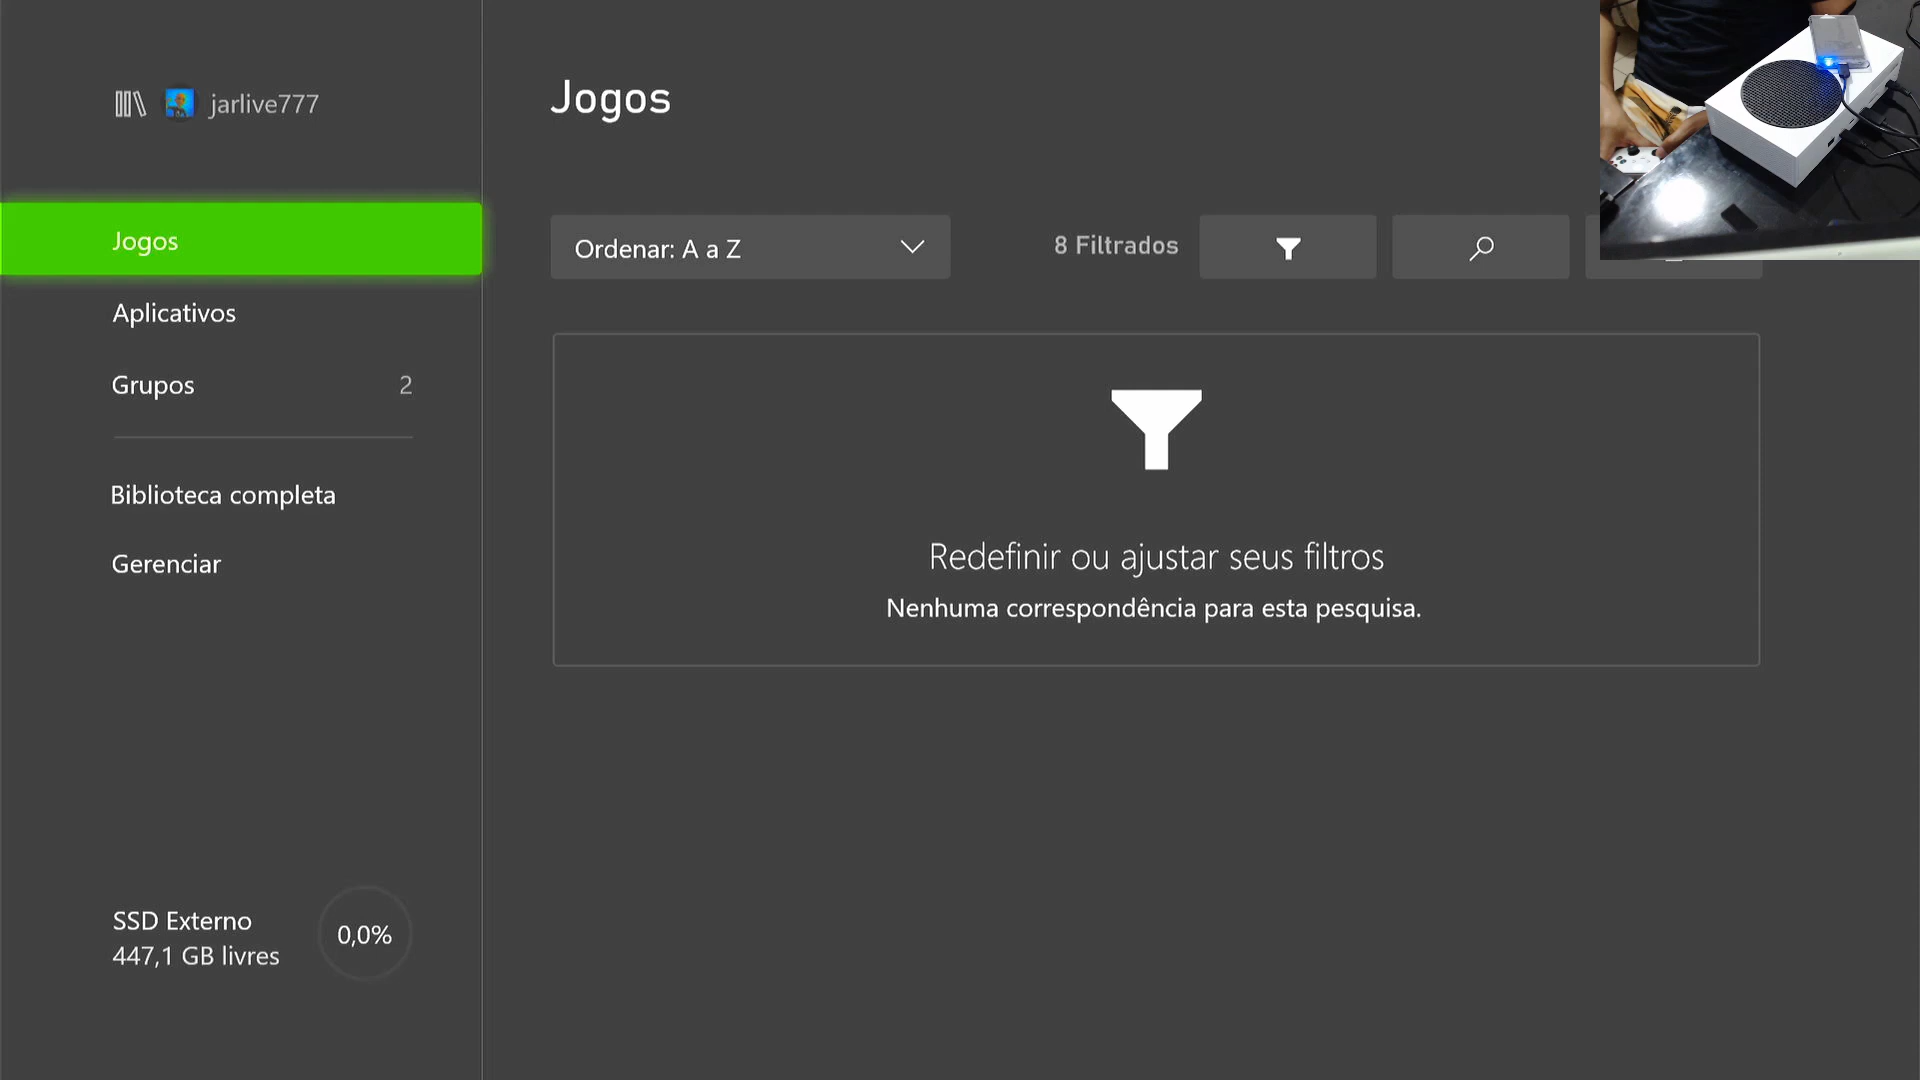 jarlive777
Jogos
Aplicativos
Grupos 2
Biblioteca completa
Gerenciar
SSD Externo
447,1 GB livres
0,0%
Jogos
Ordenar: A a Z
8 Filtrados
Redefinir ou ajustar seus filtros
Nenhuma correspondência para esta pesquisa.